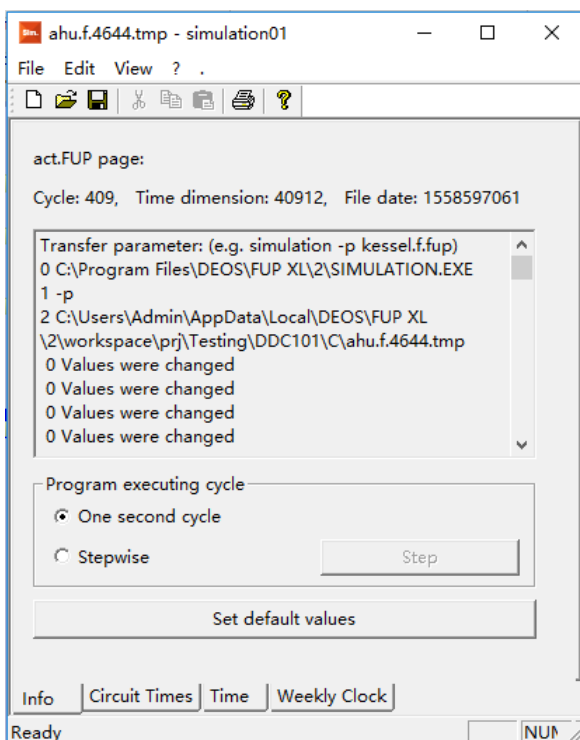 Sim. ahu.f.4644.tmp - simulation01
File Edit View ? .
act.FUP page:
Cycle: 409, Time dimension: 40912, File date: 1558597061
Transfer parameter: (e.g. simulation -p kessel.f.fup)
0 C:\Program Files\DEOS\FUP XL\2\SIMULATION.EXE
1 -p
2 C:\Users\Admin\AppData\Local\DEOS\FUP XL
\2\workspace\prj\Testing\DDC101\C\ahu.f.4644.tmp
0 Values were changed
0 Values were changed
0 Values were changed
0 Values were changed
Program executing cycle
One second cycle
Stepwise Step
Set default values
Info Circuit Times Time Weekly Clock
Ready NUM